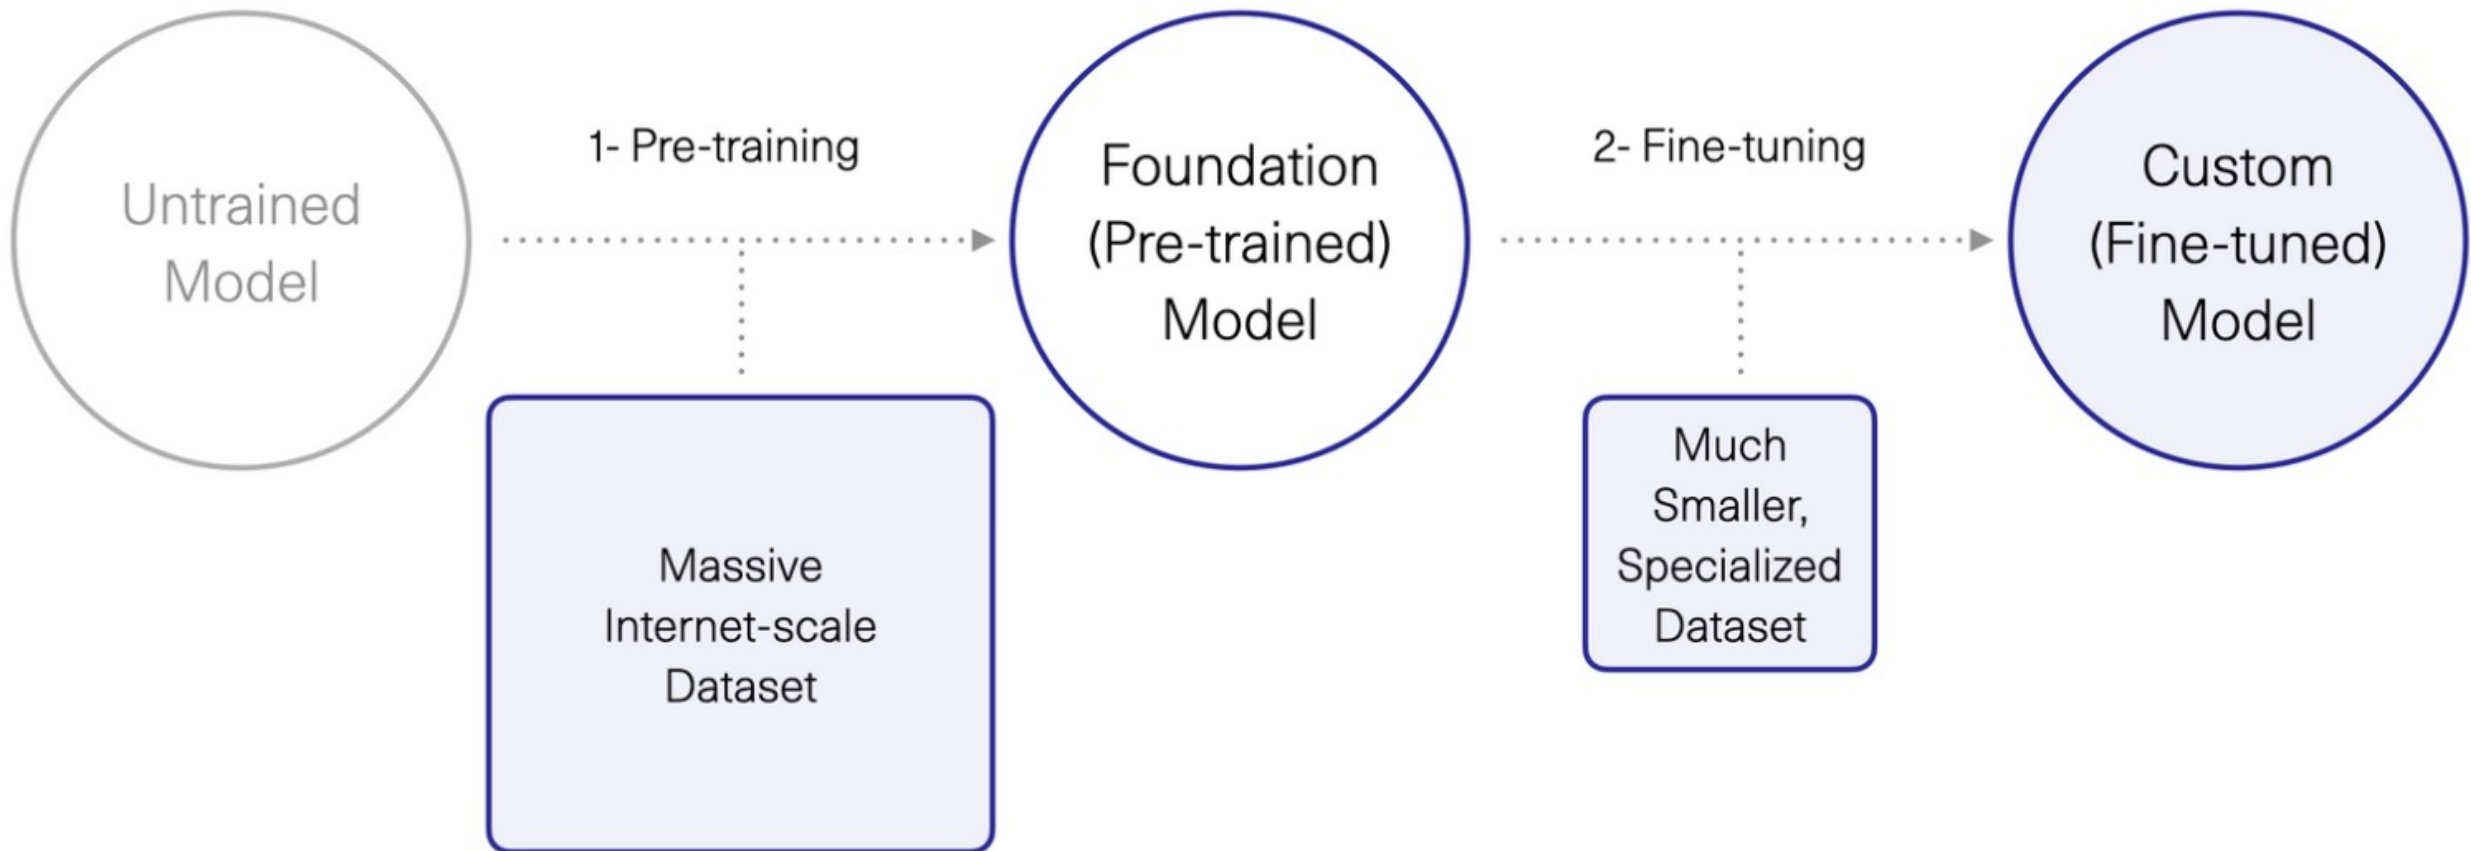 Untrained
Model
1- Pre-training
Massive
Internet-scale
Dataset
Foundation
(Pre-trained)
Model
2- Fine-tuning
Much
Smaller,
Specialized
Dataset
Custom
(Fine-tuned)
Model